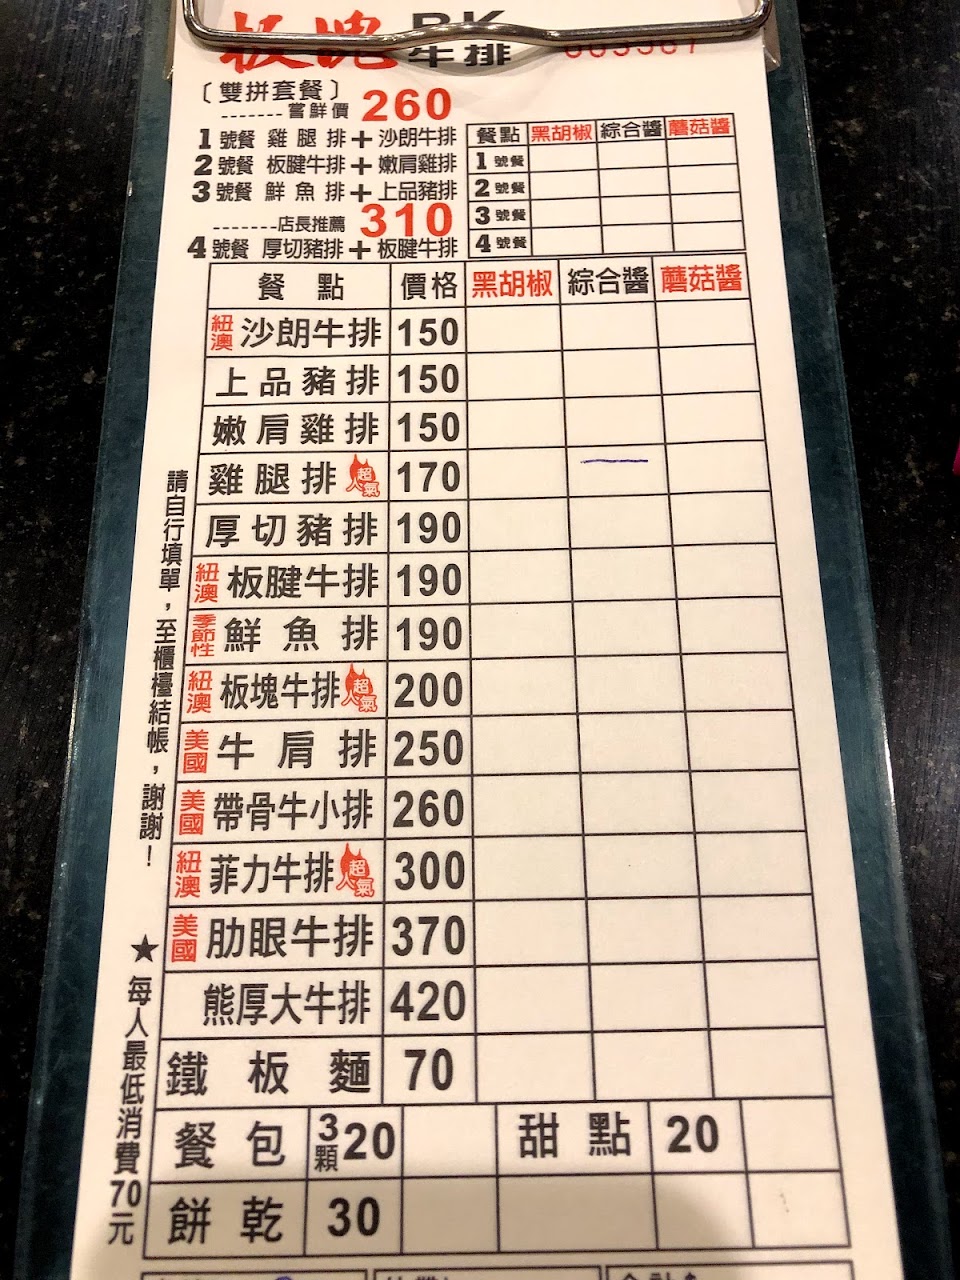 板塊 BK
牛排
〔雙拼套餐〕
-------嘗鮮價 260
1號餐 雞腿排+沙朗牛排
2號餐 板腱牛排+嫩肩雞排
3號餐 鮮魚排+上品豬排
-------店長推薦 310
4號餐 厚切豬排+板腱牛排
餐點 黑胡椒 綜合醬 蘑菇醬
1號餐
2號餐
3號餐
4號餐
餐點 價格 黑胡椒 綜合醬 蘑菇醬
紐澳 沙朗牛排 150
上品豬排 150
嫩肩雞排 150
雞腿排 超人氣 170
厚切豬排 190
紐澳 板腱牛排 190
季節性 鮮魚排 190
紐澳 板塊牛排 超人氣 200
美國 牛肩排 250
美國 帶骨牛小排 260
紐澳 菲力牛排 超人氣 300
美國 肋眼牛排 370
熊厚大牛排 420
鐵板麵 70
餐包 3顆 20 甜點 20
餅乾 30
請自行填單，至櫃檯結帳，謝謝！
★每人最低消費70元